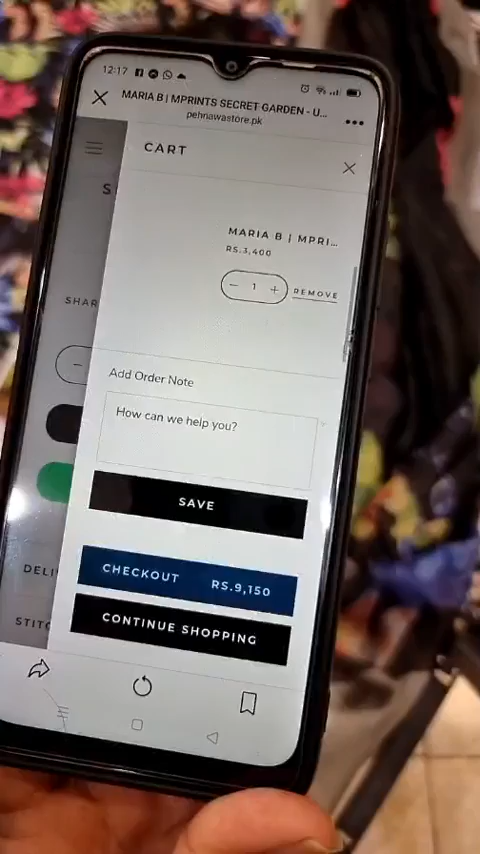 12:17
MARIA B | MPRINTS SECRET GARDEN - U...
pehnawastore.pk
CART
S
MARIA B | MPRI...
RS.3,400
1
REMOVE
SHAR
Add Order Note
How can we help you?
SAVE
CHECKOUT RS.9,150
DELI
CONTINUE SHOPPING
STITC